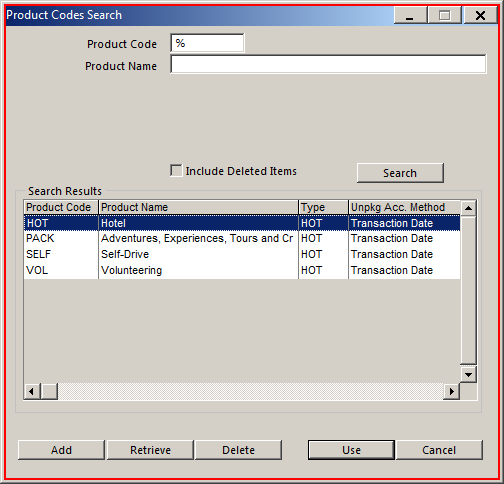 Product Codes Search
Product Code %
Product Name
Include Deleted Items Search
Search Results
Product Code Product Name Type Unpkg Acc. Method
HOT Hotel HOT Transaction Date
PACK Adventures, Experiences, Tours and Cr HOT Transaction Date
SELF Self-Drive HOT Transaction Date
VOL Volunteering HOT Transaction Date
Add Retrieve Delete Use Cancel